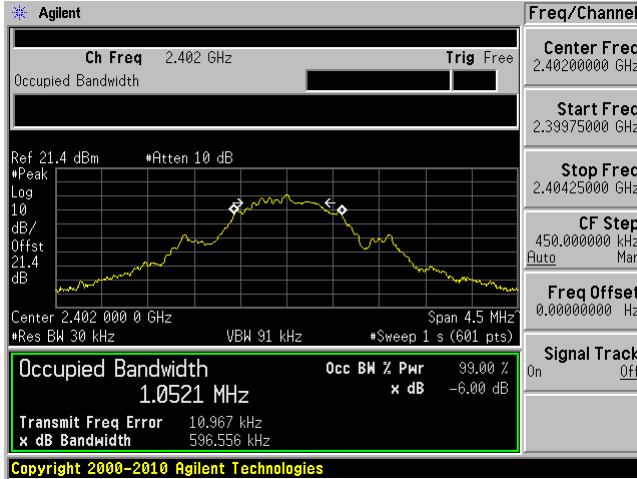 Agilent
Freq/Channel
Ch Freq 2.402 GHz Trig Free
Occupied Bandwidth
Center Freq
2.40200000 GHz
Start Freq
2.39975000 GHz
Stop Freq
2.40425000 GHz
CF Step
450.000000 kHz
Auto Man
Freq Offset
0.00000000 Hz
Signal Track
On Off
Ref 21.4 dBm #Atten 10 dB
#Peak
Log
10
dB/
Offst
21.4
dB
Center 2.402 000 0 GHz Span 4.5 MHz^
#Res BW 30 kHz VBW 91 kHz #Sweep 1 s (601 pts)
Occupied Bandwidth Occ BW % Pwr 99.00 %
1.0521 MHz x dB -6.00 dB
Transmit Freq Error 10.967 kHz
x dB Bandwidth 596.556 kHz
Copyright 2000-2010 Agilent Technologies